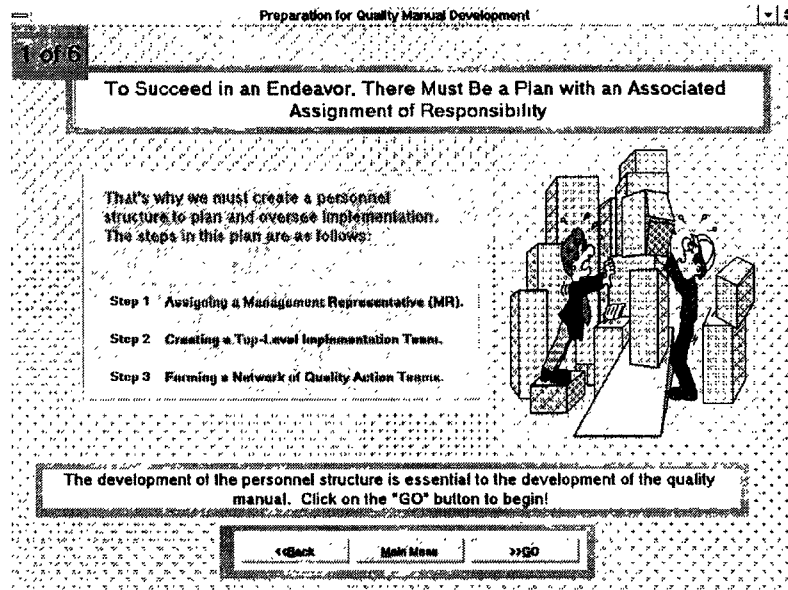 Preparation for Quality Manual Development
1 of 6
To Succeed in an Endeavor, There Must Be a Plan with an Associated
Assignment of Responsibility
That's why we must create a personnel
structure to plan and oversee implementation.
The steps in this plan are as follows:
Step 1 Assigning a Management Representative (MR).
Step 2 Creating a Top-Level Implementation Team.
Step 3 Forming a Network of Quality Action Teams.
The development of the personnel structure is essential to the development of the quality
manual. Click on the "GO" button to begin!
<<Back Main Menu >>GO